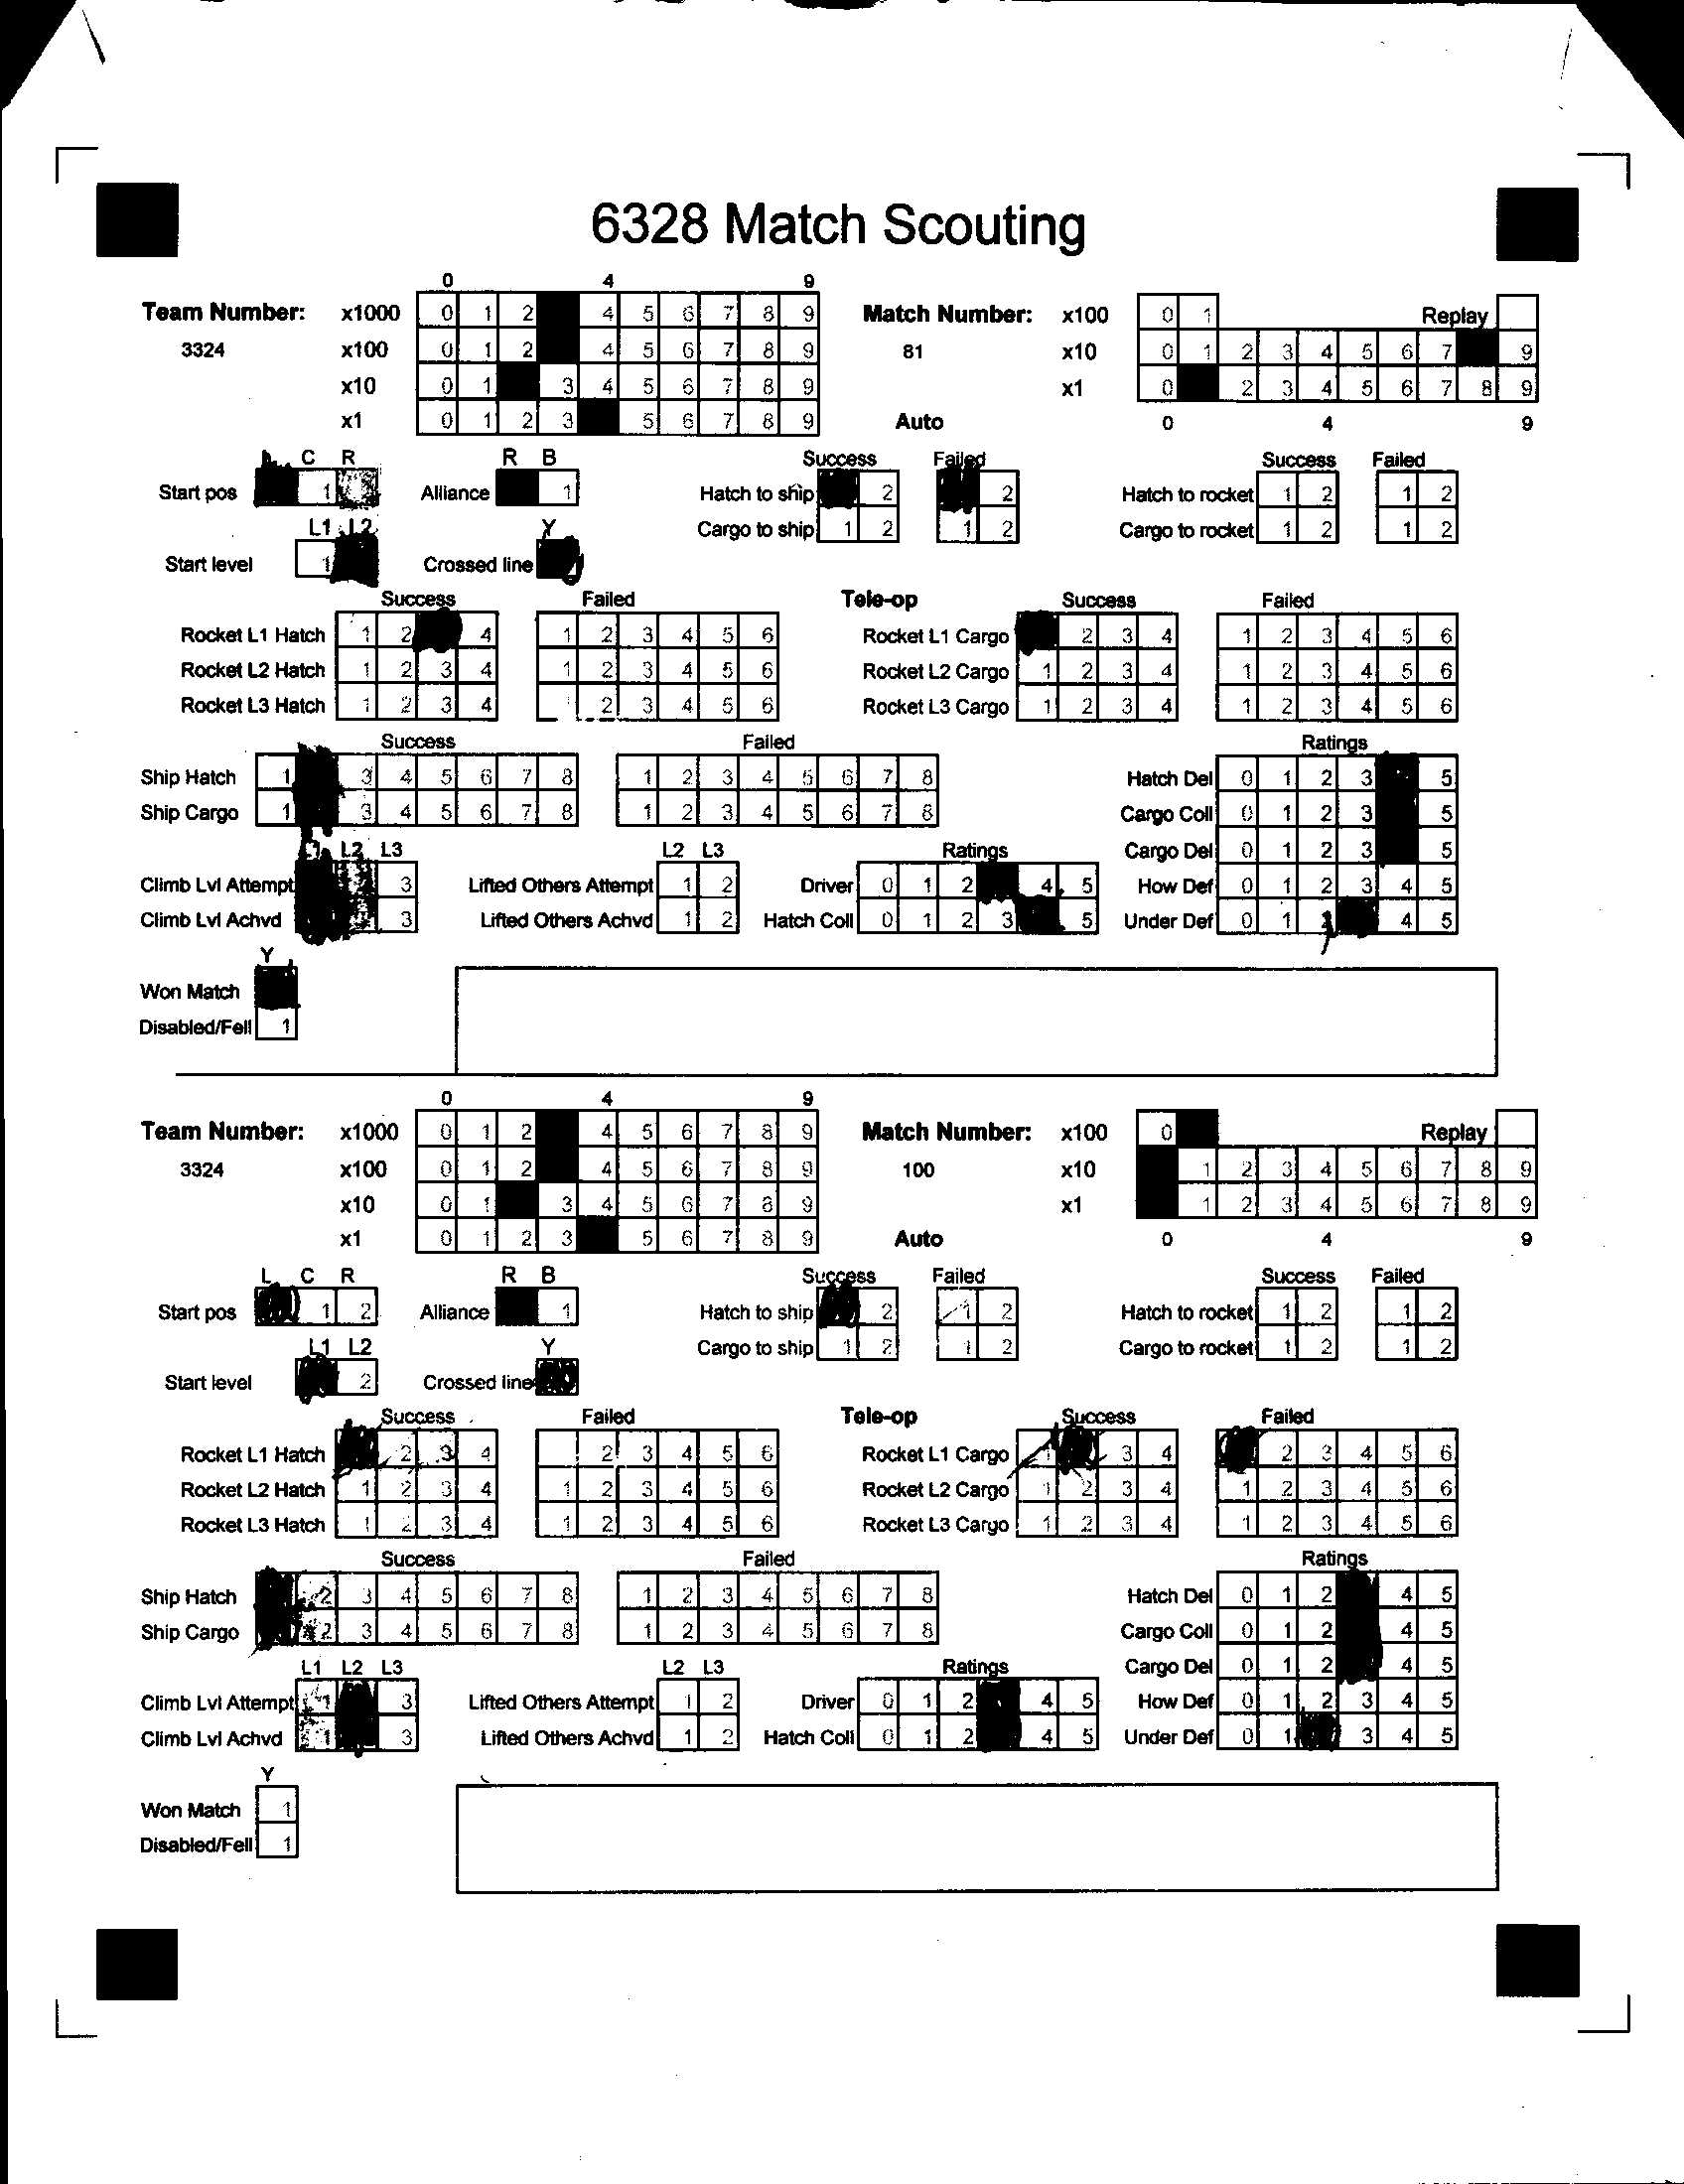 6328 Match Scouting
0 4 9
Team Number: x1000 0 1 2 4 5 6 7 8 9 Match Number: x100 0 1 Replay
3324 x100 0 1 2 4 5 6 7 8 9 81 x10 0 1 2 3 4 5 6 7 9
x10 0 1 3 4 5 6 7 8 9 x1 0 2 3 4 5 6 7 8 9
x1 0 1 2 3 5 6 7 8 9 Auto 0 4 9
C R R B Success Failed Success Failed
Start pos 1 Alliance 1 Hatch to ship 2 2 Hatch to rocket 1 2 1 2
L1 L2 Y Cargo to ship 1 2 1 2 Cargo to rocket 1 2 1 2
Start level 1 Crossed line
Success Failed Tele-op Success Failed
Rocket L1 Hatch 1 2 4 1 2 3 4 5 6 Rocket L1 Cargo 2 3 4 1 2 3 4 5 6
Rocket L2 Hatch 1 2 3 4 1 2 3 4 5 6 Rocket L2 Cargo 1 2 3 4 1 2 3 4 5 6
Rocket L3 Hatch 1 2 3 4 2 3 4 5 6 Rocket L3 Cargo 1 2 3 4 1 2 3 4 5 6
Success Failed Ratings
Ship Hatch 1 3 4 5 6 7 8 1 2 3 4 5 6 7 8 Hatch Del 0 1 2 3 5
Ship Cargo 1 3 4 5 6 7 8 1 2 3 4 5 6 7 8 Cargo Coll 0 1 2 3 5
L2 L3 L2 L3 Ratings Cargo Del 0 1 2 3 5
Climb Lvl Attempt 3 Lifted Others Attempt 1 2 Driver 0 1 2 4 5 How Def 0 1 2 3 4 5
Climb Lvl Achvd 3 Lifted Others Achvd 1 2 Hatch Coll 0 1 2 3 5 Under Def 0 1 4 5
Y
Won Match
Disabled/Fell 1
0 4 9
Team Number: x1000 0 1 2 4 5 6 7 8 9 Match Number: x100 0 Replay
3324 x100 0 1 2 4 5 6 7 8 9 100 x10 1 2 3 4 5 6 7 8 9
x10 0 1 3 4 5 6 7 8 9 x1 1 2 3 4 5 6 7 8 9
x1 0 1 2 3 5 6 7 8 9 Auto 0 4 9
L C R R B Success Failed Success Failed
Start pos 1 2 Alliance 1 Hatch to ship 2 1 2 Hatch to rocket 1 2 1 2
L1 L2 Y Cargo to ship 1 2 1 2 Cargo to rocket 1 2 1 2
Start level 2 Crossed line
Success Failed Tele-op Success Failed
Rocket L1 Hatch 2 3 4 2 3 4 5 6 Rocket L1 Cargo 1 3 4 2 3 4 5 6
Rocket L2 Hatch 1 2 3 4 1 2 3 4 5 6 Rocket L2 Cargo 1 2 3 4 1 2 3 4 5 6
Rocket L3 Hatch 1 2 3 4 1 2 3 4 5 6 Rocket L3 Cargo 1 2 3 4 1 2 3 4 5 6
Success Failed Ratings
Ship Hatch 2 3 4 5 6 7 8 1 2 3 4 5 6 7 8 Hatch Del 0 1 2 4 5
Ship Cargo 2 3 4 5 6 7 8 1 2 3 4 5 6 7 8 Cargo Coll 0 1 2 4 5
L1 L2 L3 L2 L3 Ratings Cargo Del 0 1 2 4 5
Climb Lvl Attempt 1 3 Lifted Others Attempt 1 2 Driver 0 1 2 4 5 How Def 0 1 2 3 4 5
Climb Lvl Achvd 1 3 Lifted Others Achvd 1 2 Hatch Coll 0 1 2 4 5 Under Def 0 1 3 4 5
Y
Won Match 1
Disabled/Fell 1